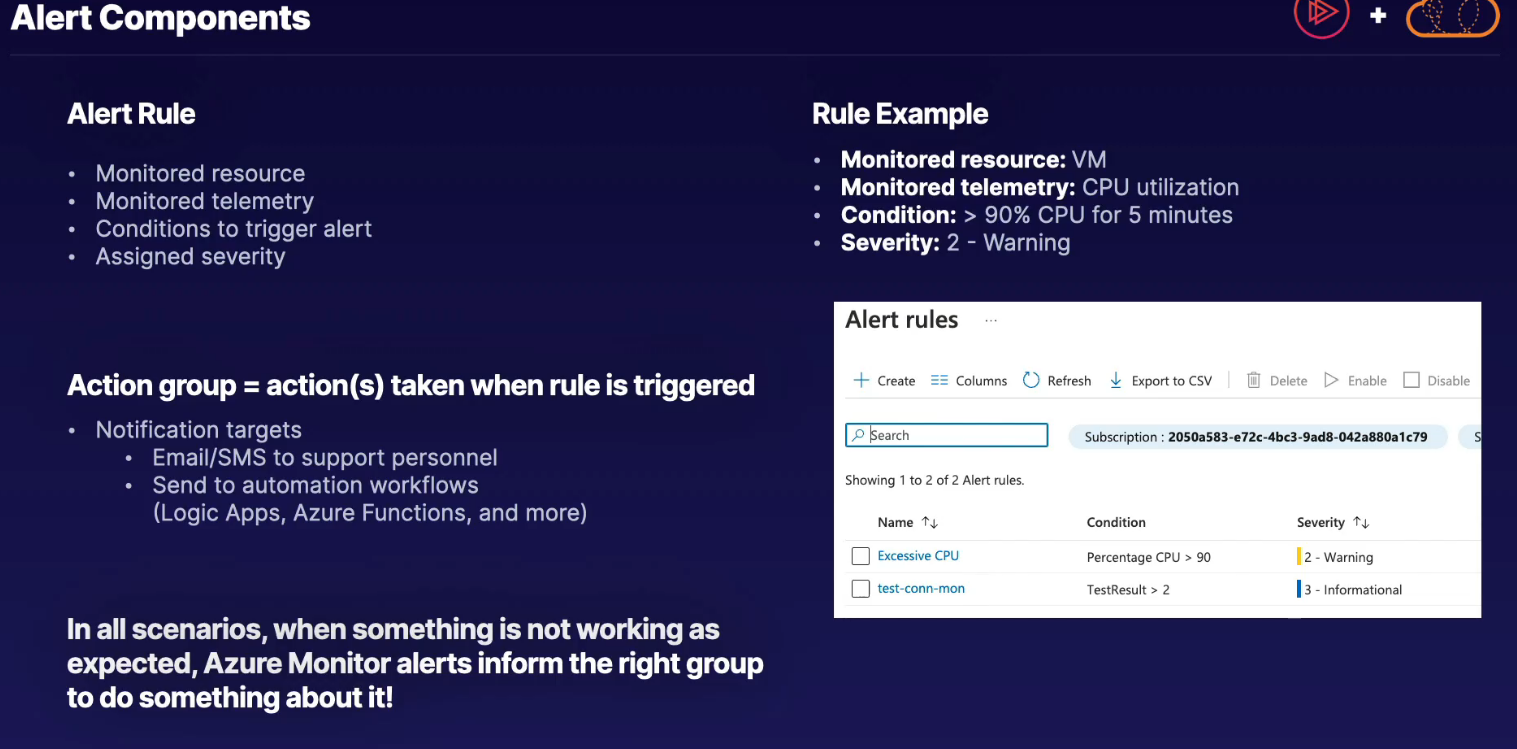 Alert Components
+
Alert Rule
• Monitored resource
• Monitored telemetry
• Conditions to trigger alert
• Assigned severity
Action group = action(s) taken when rule is triggered
• Notification targets
• Email/SMS to support personnel
• Send to automation workflows
(Logic Apps, Azure Functions, and more)
In all scenarios, when something is not working as
expected, Azure Monitor alerts inform the right group
to do something about it!
Rule Example
• Monitored resource: VM
• Monitored telemetry: CPU utilization
• Condition: > 90% CPU for 5 minutes
• Severity: 2 - Warning
Alert rules ...
Create Columns Refresh Export to CSV Delete Enable Disable
Search Subscription : 2050a583-e72c-4bc3-9ad8-042a880a1c79 S
Showing 1 to 2 of 2 Alert rules.
Name ↑↓ Condition Severity ↑↓
Excessive CPU Percentage CPU > 90 2 - Warning
test-conn-mon TestResult > 2 3 - Informational